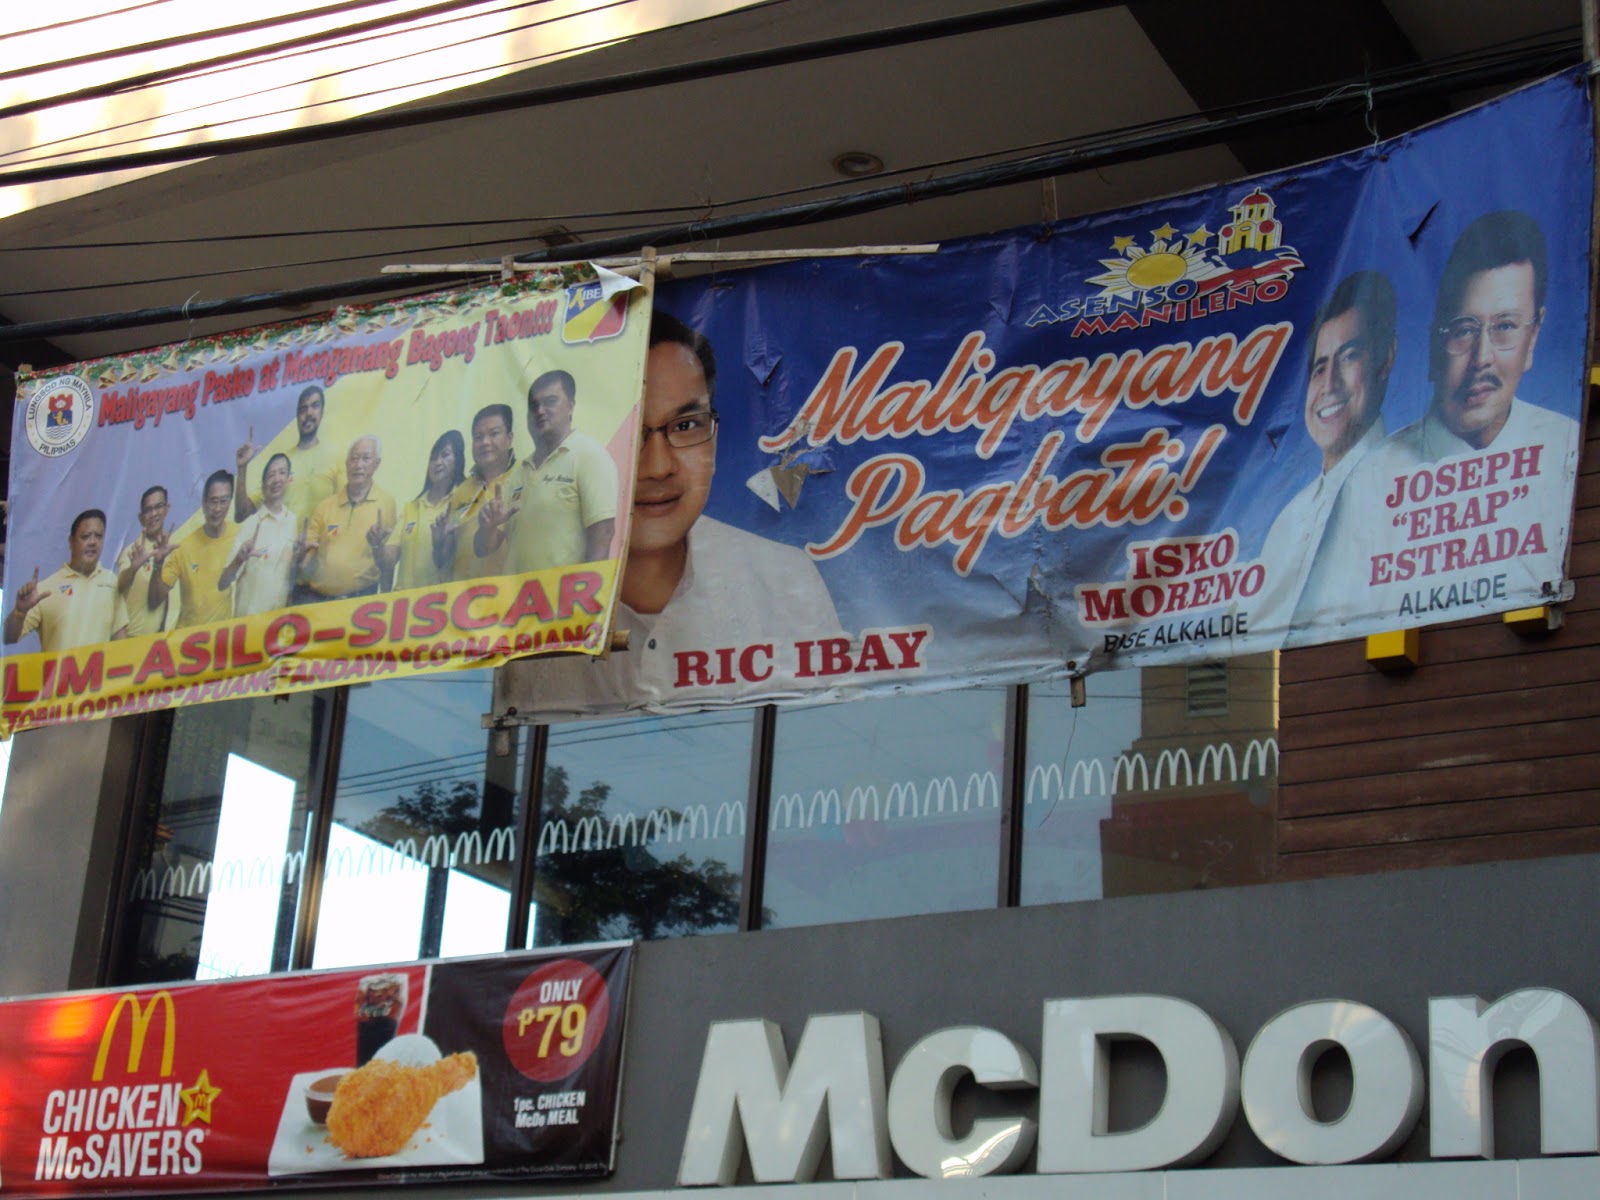 LUNGSOD NG MAYNILA
PILIPINAS
Maligayang Pasko at Masaganang Bagong Taon!!!
LIM-ASILO-SISCAR
TOBILLO•DAKIS•AFUANG•ANDAYA•CO•MARIANO
ASENSO
MANILEÑO
Maligayang
Pagbati!
RIC IBAY
ISKO
MORENO
BISE ALKALDE
JOSEPH
"ERAP"
ESTRADA
ALKALDE
CHICKEN
McSAVERS
ONLY
₱79
1pc. CHICKEN
McDo MEAL
McDon